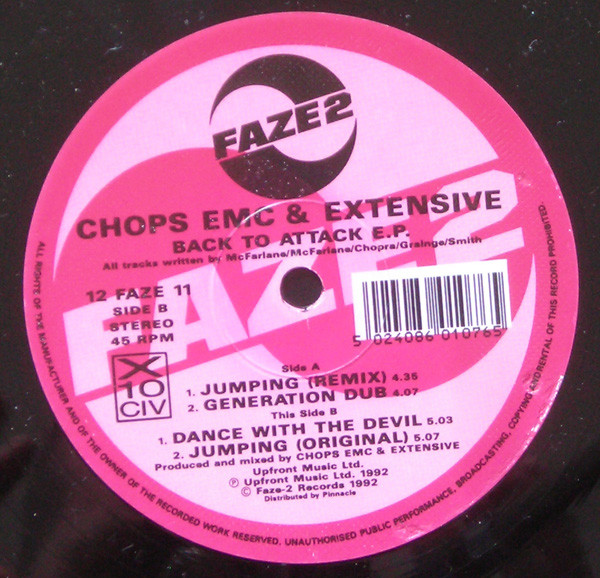 FAZE2
CHOPS EMC & EXTENSIVE
BACK TO ATTACK E.P.
All tracks written by McFarlane/McFarlane/Chopra/Grainge/Smith
FAZE2
12 FAZE 11
SIDE B
STEREO
45 RPM
5 024086 010765
X
10
CIV
Side A
1. JUMPING (REMIX) 4.35
2. GENERATION DUB 4.07
This Side B
1. DANCE WITH THE DEVIL 5.03
2. JUMPING (ORIGINAL) 5.07
Produced and mixed by CHOPS EMC & EXTENSIVE
Upfront Music Ltd.
Ⓟ Upfront Music Ltd. 1992
© Faze-2 Records 1992
Distributed by Pinnacle
ALL RIGHTS OF THE MANUFACTURER AND OF THE OWNER OF THE RECORDED WORK RESERVED. UNAUTHORISED PUBLIC PERFORMANCE, BROADCASTING, COPYING AND RENTAL OF THIS RECORD PROHIBITED.